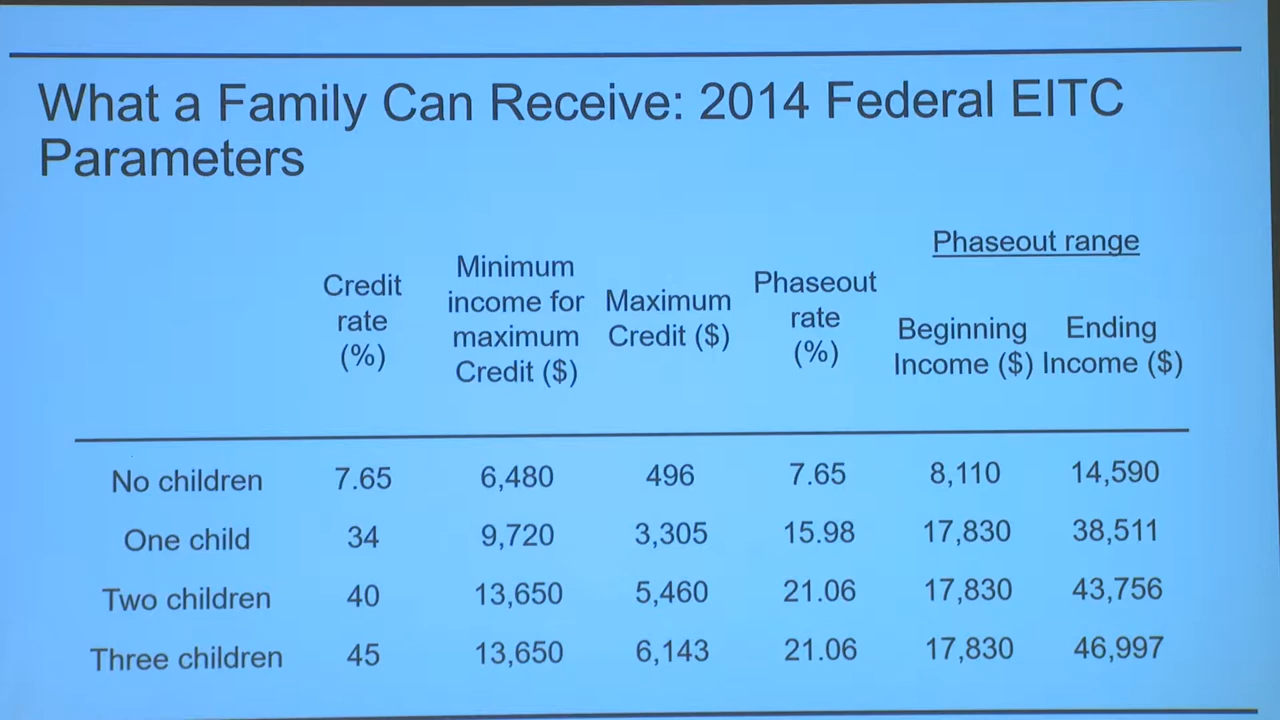 What a Family Can Receive: 2014 Federal EITC
Parameters
Credit rate (%) Minimum income for maximum Credit ($) Maximum Credit ($) Phaseout rate (%) Phaseout range Beginning Income ($) Ending Income ($)
No children 7.65 6,480 496 7.65 8,110 14,590
One child 34 9,720 3,305 15.98 17,830 38,511
Two children 40 13,650 5,460 21.06 17,830 43,756
Three children 45 13,650 6,143 21.06 17,830 46,997